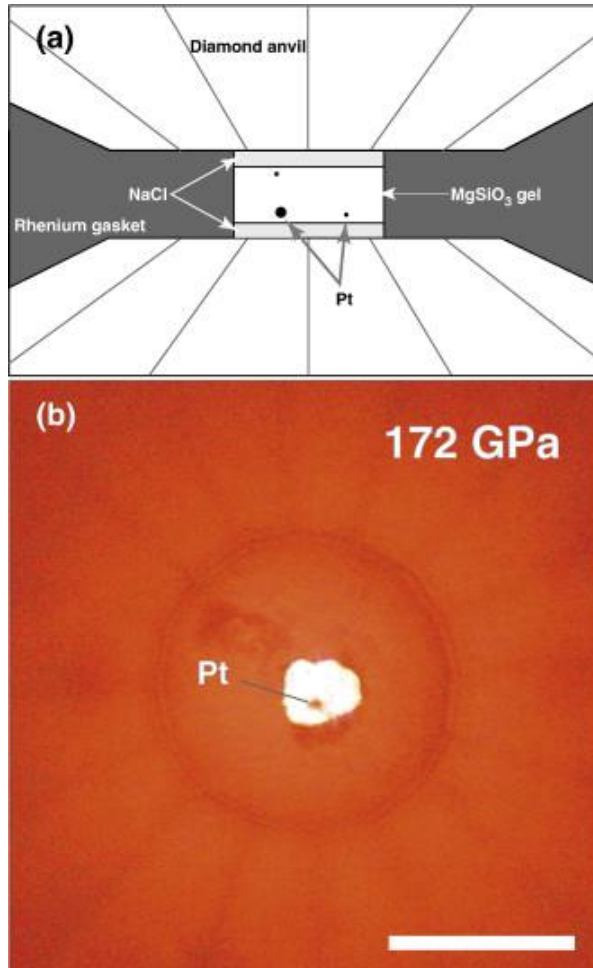 (a)
Diamond anvil
NaCl
MgSiO₃ gel
Rhenium gasket
Pt
(b)
172 GPa
Pt